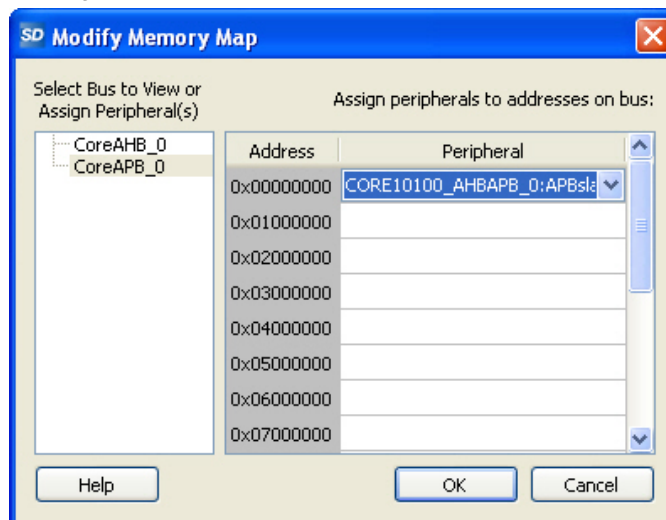 SD Modify Memory Map
Select Bus to View or
Assign Peripheral(s)
Assign peripherals to addresses on bus:
CoreAHB_0
CoreAPB_0
Address Peripheral
0x00000000 CORE10100_AHBAPB_0:APBsla
0x01000000
0x02000000
0x03000000
0x04000000
0x05000000
0x06000000
0x07000000
Help OK Cancel